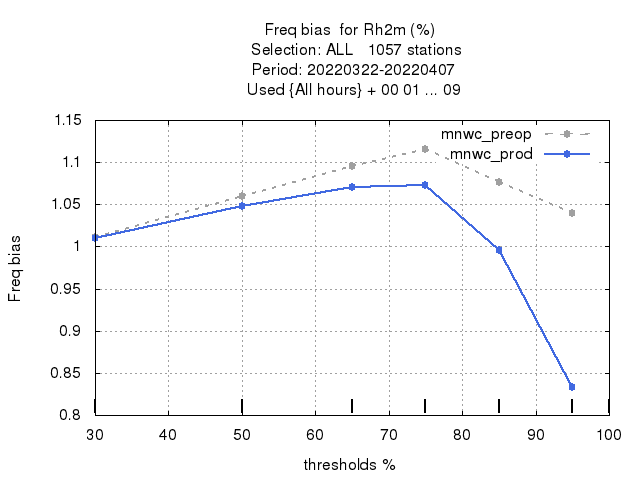 Freq bias  for Rh2m (%)
Selection: ALL   1057 stations
Period: 20220322-20220407
Used {All hours} + 00 01 ... 09
mnwc_preop
mnwc_prod
1.15
1.1
1.05
1
0.95
0.9
0.85
0.8
Freq bias
30 40 50 60 70 80 90 100
thresholds %